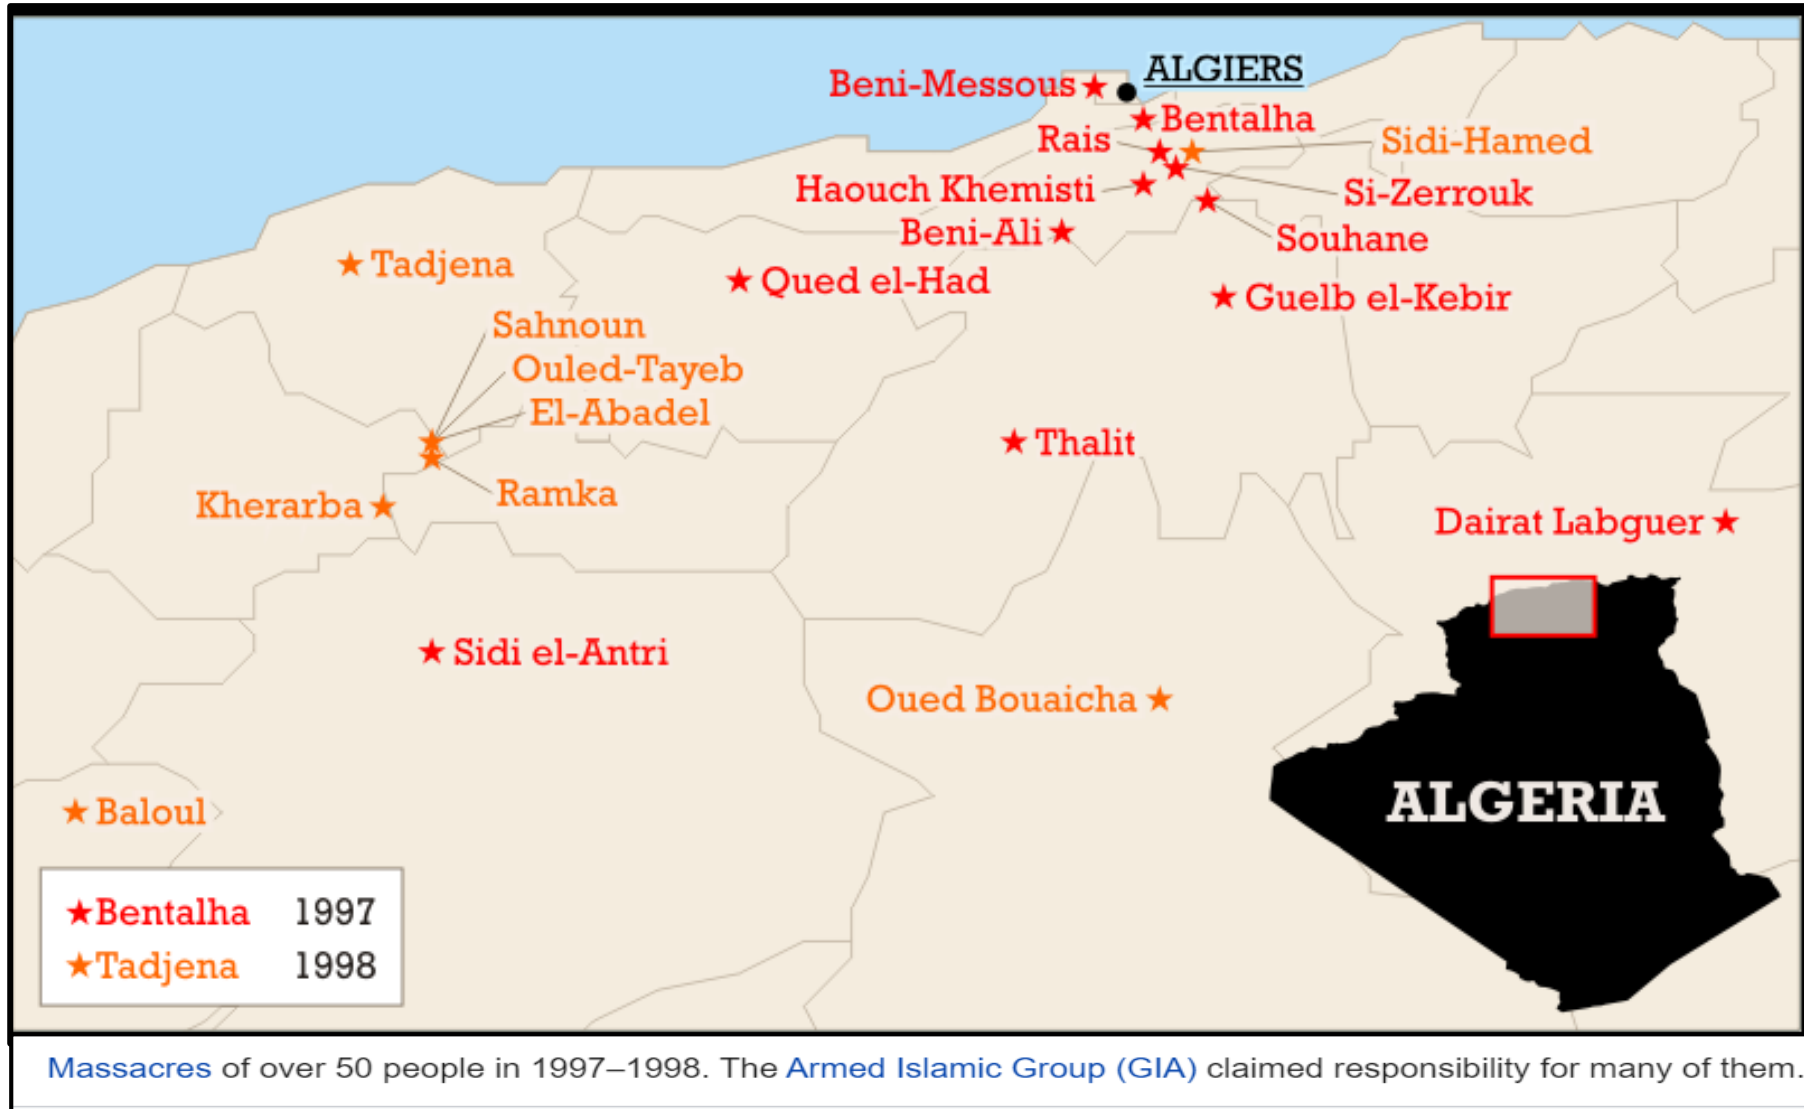 ALGIERS
Beni-Messous
Bentalha
Rais
Sidi-Hamed
Haouch Khemisti
Si-Zerrouk
Beni-Ali
Souhane
Tadjena
Qued el-Had
Guelb el-Kebir
Sahnoun
Ouled-Tayeb
El-Abadel
Thalit
Ramka
Kherarba
Dairat Labguer
Sidi el-Antri
Oued Bouaicha
ALGERIA
Baloul
Bentalha 1997
Tadjena 1998
Massacres of over 50 people in 1997–1998. The Armed Islamic Group (GIA) claimed responsibility for many of them.